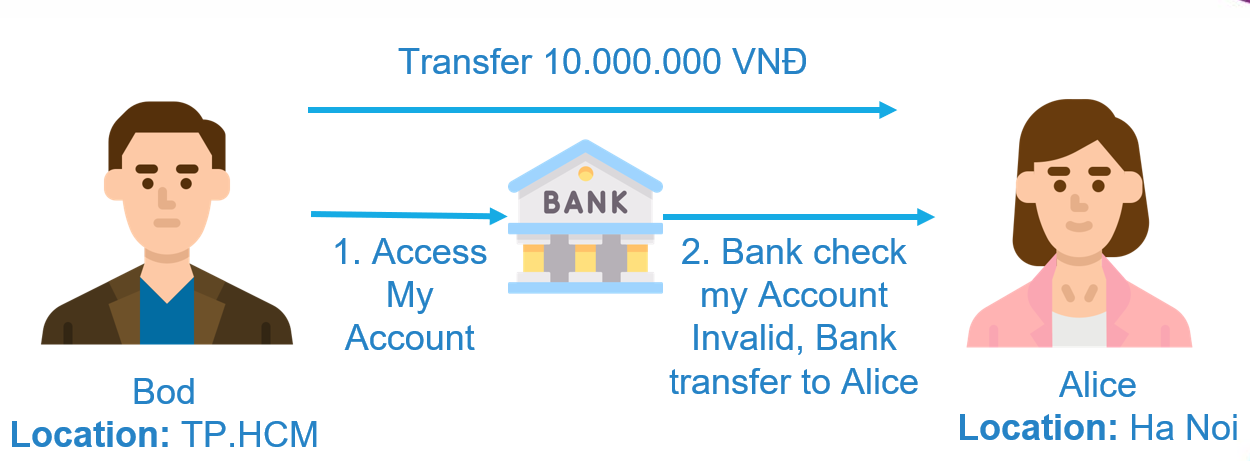 Transfer 10.000.000 VNĐ
BANK
1. Access
My
Account
2. Bank check
my Account
Invalid, Bank
transfer to Alice
Bod
Location: TP.HCM
Alice
Location: Ha Noi